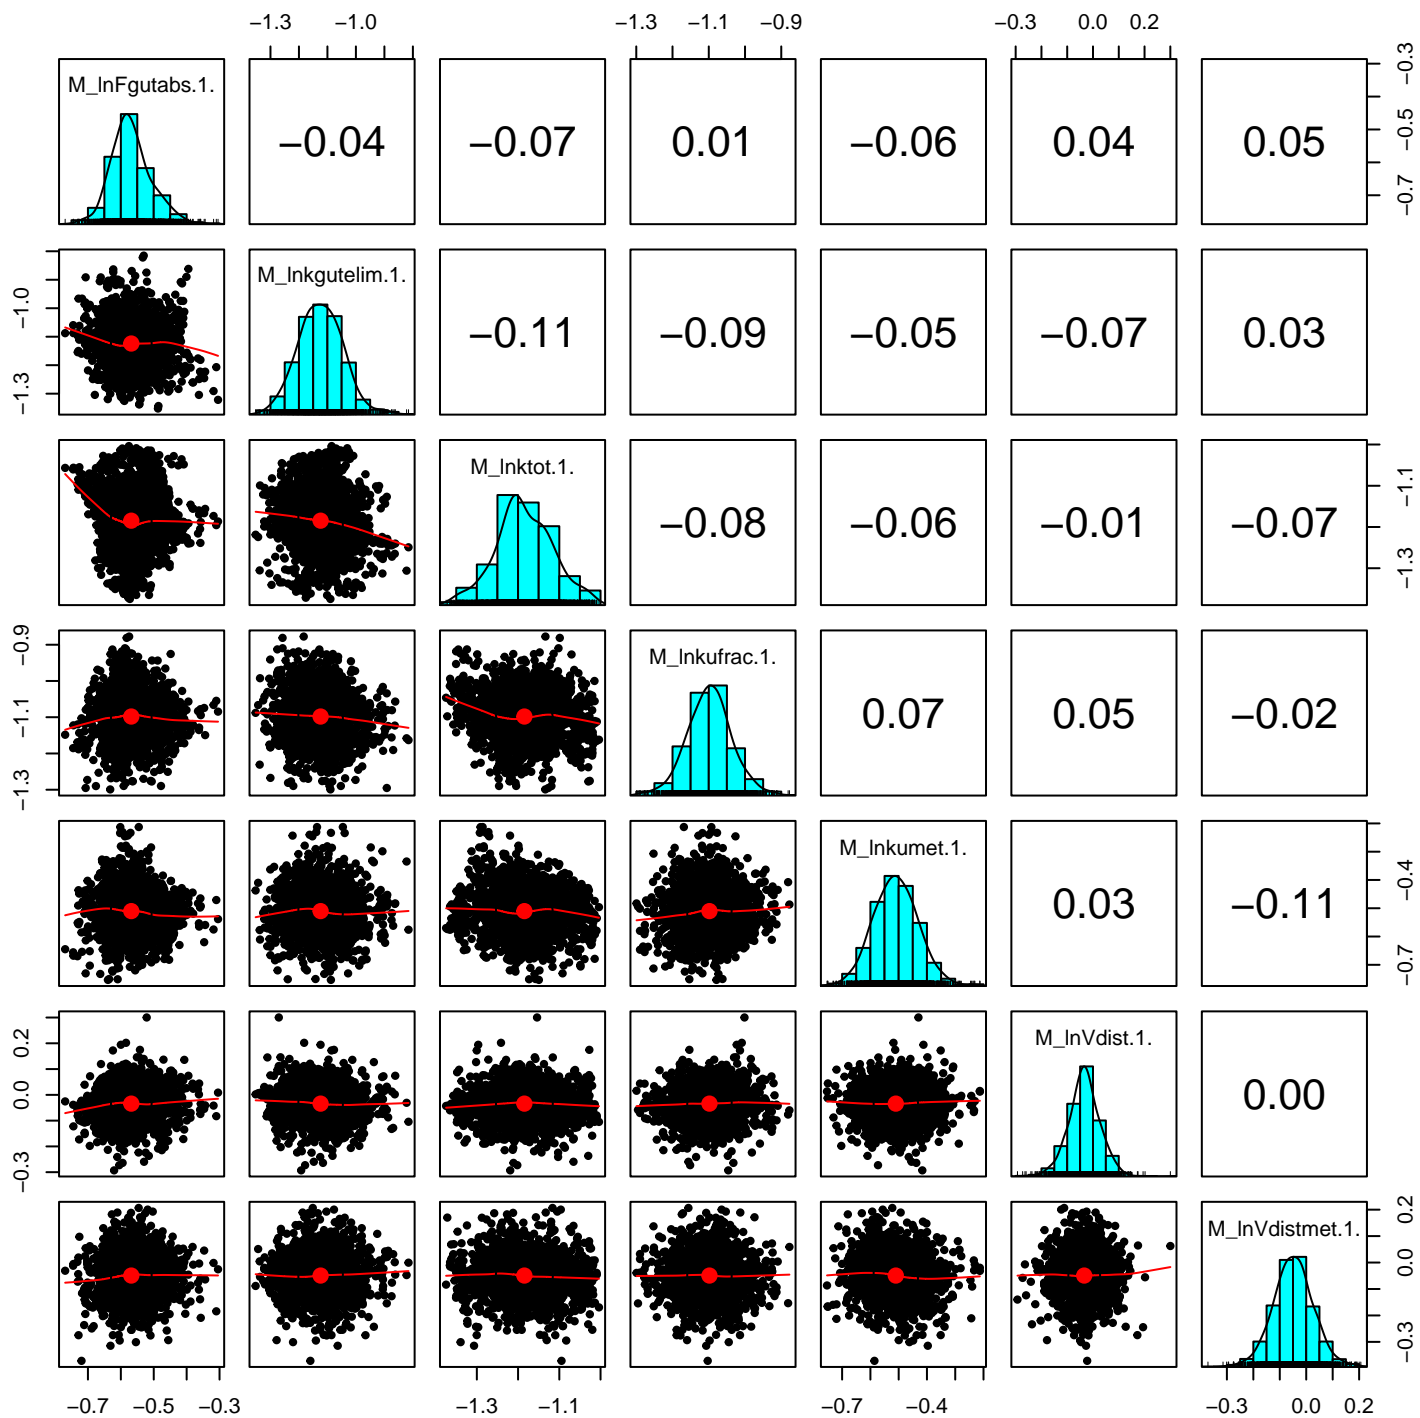 −1.3 −1.0 −1.3 −1.1 −0.9 −0.3 0.0 0.2
M_lnFgutabs.1. −0.04 −0.07 0.01 −0.06 0.04 0.05 −0.7 −0.5 −0.3
−1.3 −1.0 M_lnkgutelim.1. −0.11 −0.09 −0.05 −0.07 0.03
M_lnktot.1. −0.08 −0.06 −0.01 −0.07 −1.3 −1.1
−1.3 −1.1 −0.9 M_lnkufrac.1. 0.07 0.05 −0.02
M_lnkumet.1. 0.03 −0.11 −0.7 −0.4
−0.3 0.0 0.2 M_lnVdist.1. 0.00
M_lnVdistmet.1. −0.3 0.0 0.2
−0.7 −0.5 −0.3 −1.3 −1.1 −0.7 −0.4 −0.3 0.0 0.2